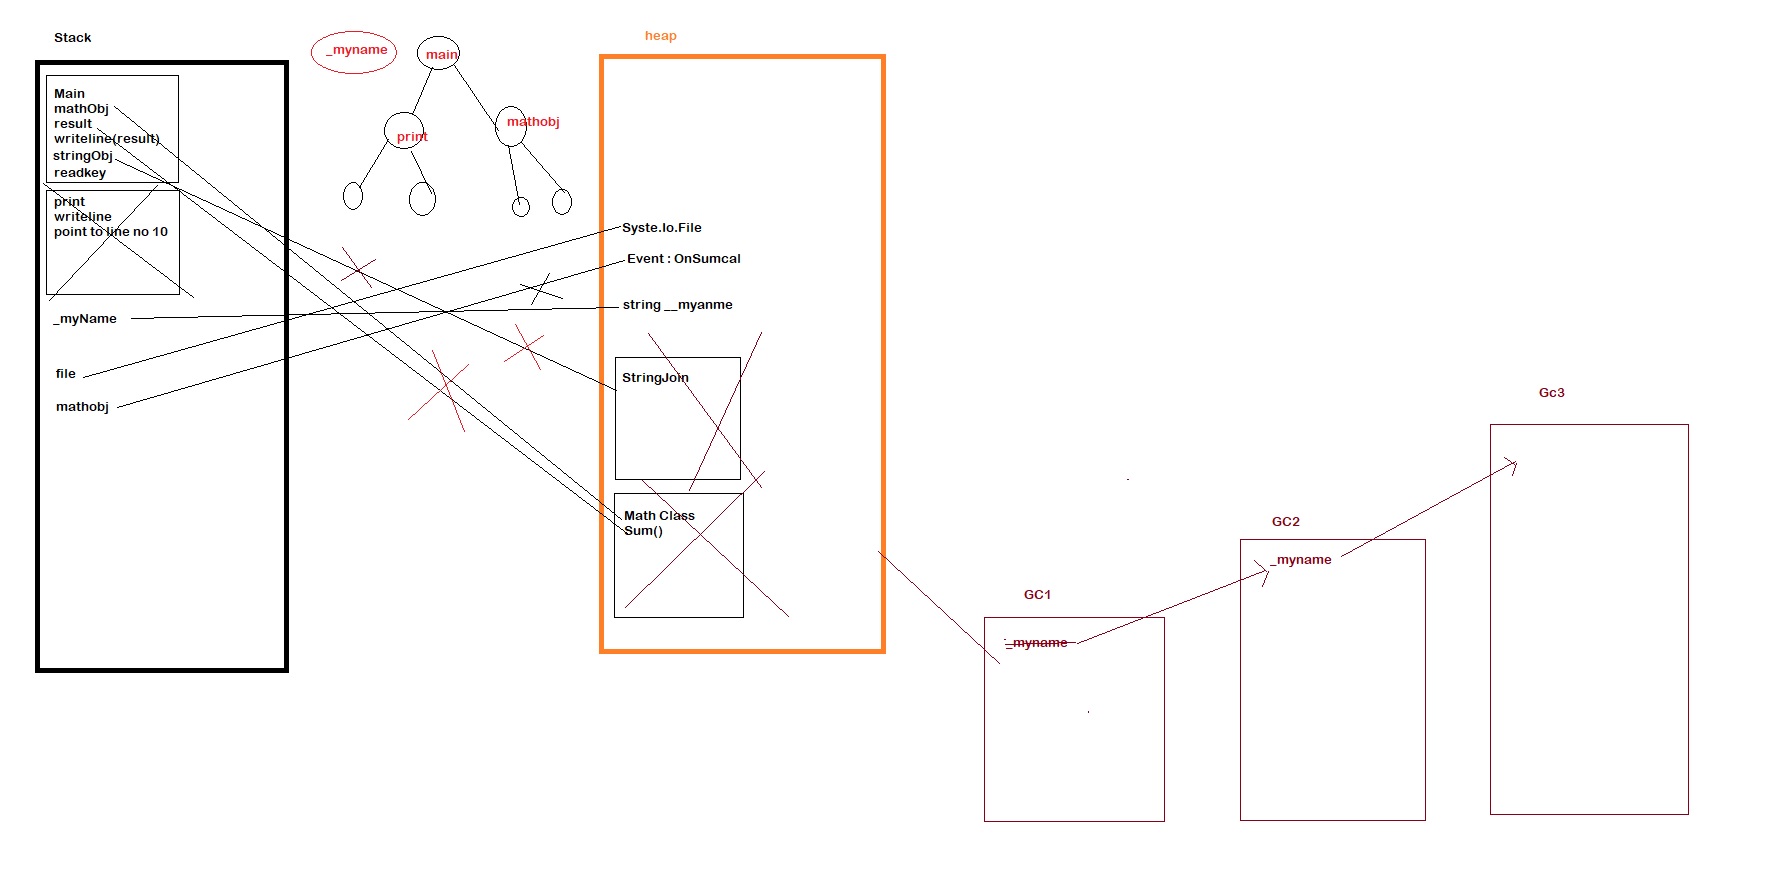 Stack
Main
mathObj
result
writeline(result)
stringObj
readkey
print
writeline
point to line no 10
_myName
file
mathobj
_myname
main
print
mathobj
heap
Syste.Io.File
Event : OnSumcal
string __myanme
StringJoin
Math Class
Sum()
GC1
_myname
GC2
_myname
Gc3